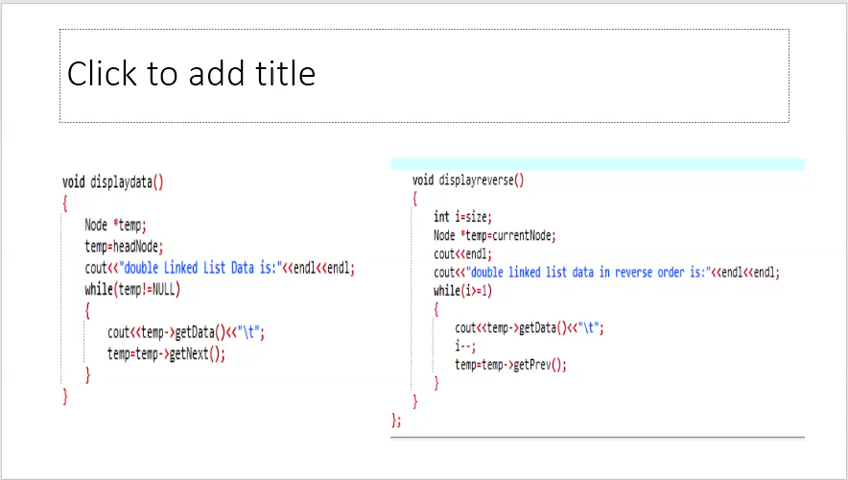 Click to add title
void displaydata()
{
Node *temp;
temp=headNode;
cout<<"double Linked List Data is:"<<endl<<endl;
while(temp!=NULL)
{
cout<<temp->getData()<<"\t";
temp=temp->getNext();
}
}
void displayreverse()
{
int i=size;
Node *temp=currentNode;
cout<<endl;
cout<<"double linked list data in reverse order is:"<<endl<<endl;
while(i>=1)
{
cout<<temp->getData()<<"\t";
i--;
temp=temp->getPrev();
}
}
};